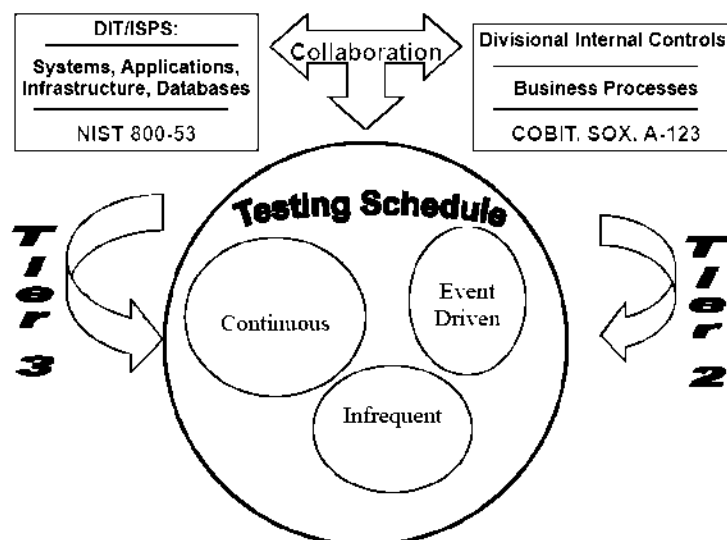 DIT/ISPS:
Systems, Applications,
Infrastructure, Databases
NIST 800-53
Collaboration
Divisional Internal Controls
Business Processes
COBIT, SOX, A-123
Testing Schedule
Continuous
Event
Driven
Infrequent
Tier 3
Tier 2